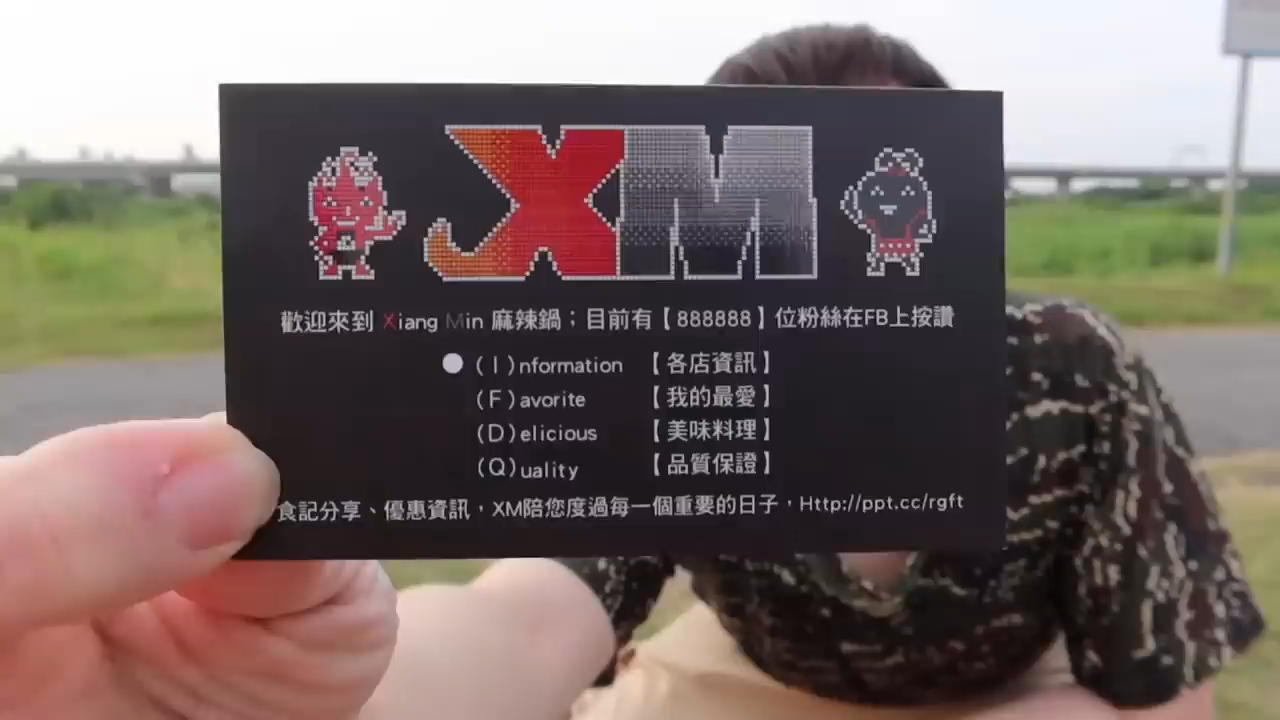 XM
歡迎來到 Xiang Min 麻辣鍋；目前有【888888】位粉絲在FB上按讚
●(I)nformation 【各店資訊】
(F)avorite 【我的最愛】
(D)elicious 【美味料理】
(Q)uality 【品質保證】
食記分享、優惠資訊，XM陪您度過每一個重要的日子，Http://ppt.cc/rgft